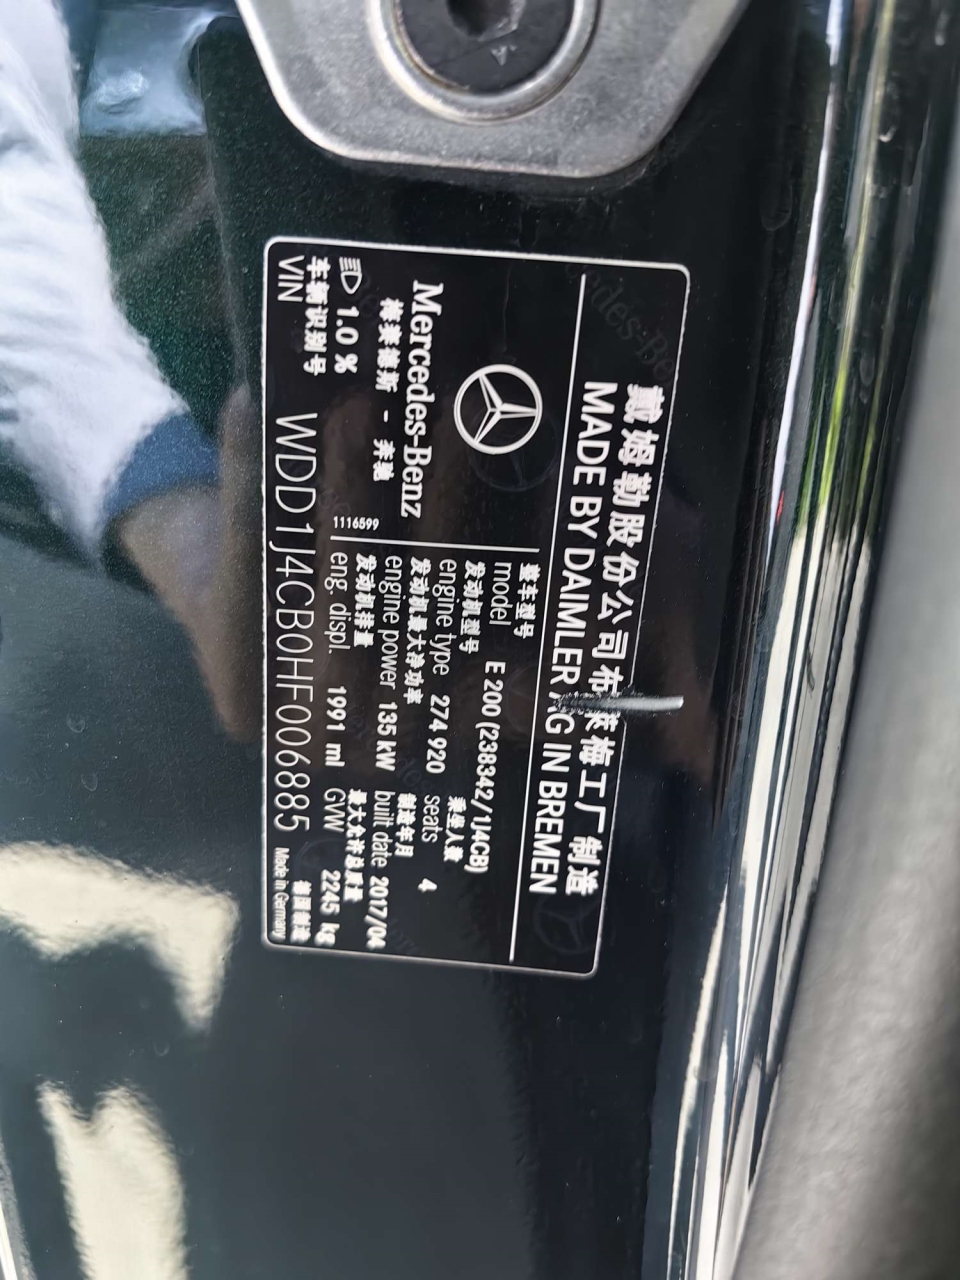 戴姆勒股份公司布莱梅工厂制造
MADE BY DAIMLER AG IN BREMEN
Mercedes-Benz
梅赛德斯 - 奔驰
1.0 %
1116599
整车型号
model E 200 (238342/1J4CB)
发动机型号
engine type 274 920
乘坐人数
seats 4
发动机最大净功率
engine power 135 kW
制造年月
built date 2017/04
发动机排量
eng. displ. 1991 ml
最大允许总质量
GVW 2245 kg
车辆识别号
VIN WDD1J4CB0HF006885
德国制造
Made in Germany